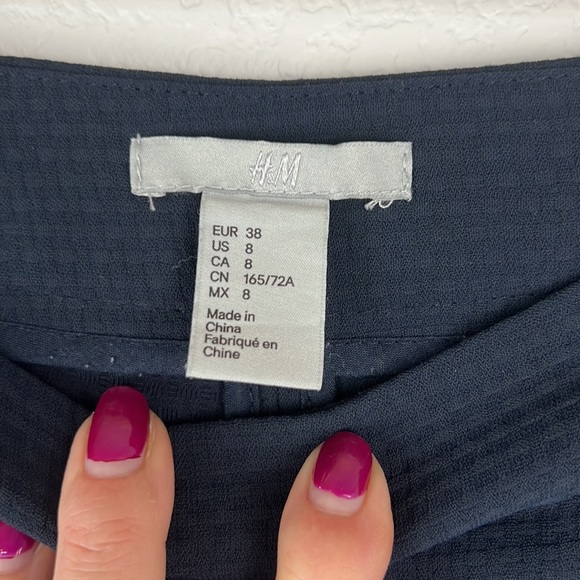 H&M
EUR 38
US 8
CA 8
CN 165/72A
MX 8
Made in
China
Fabriqué en
Chine